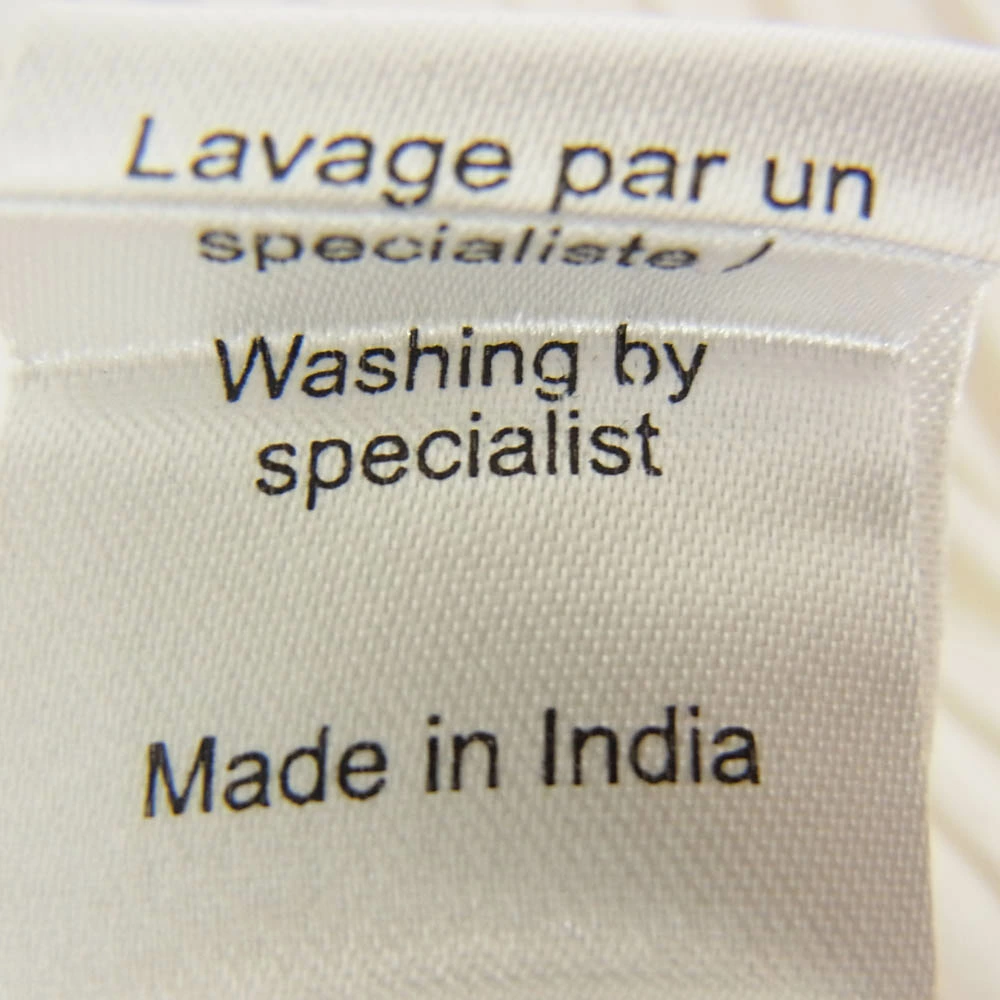 Lavage par un
specialiste /
Washing by
specialist
Made in India